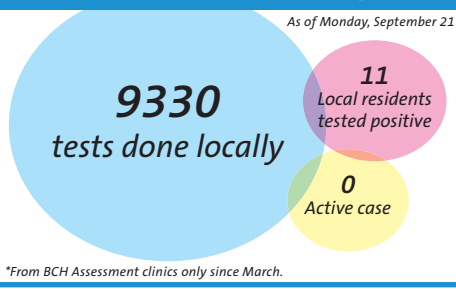 As of Monday, September 21
9330
tests done locally
11
Local residents
tested positive
0
Active case
*From BCH Assessment clinics only since March.